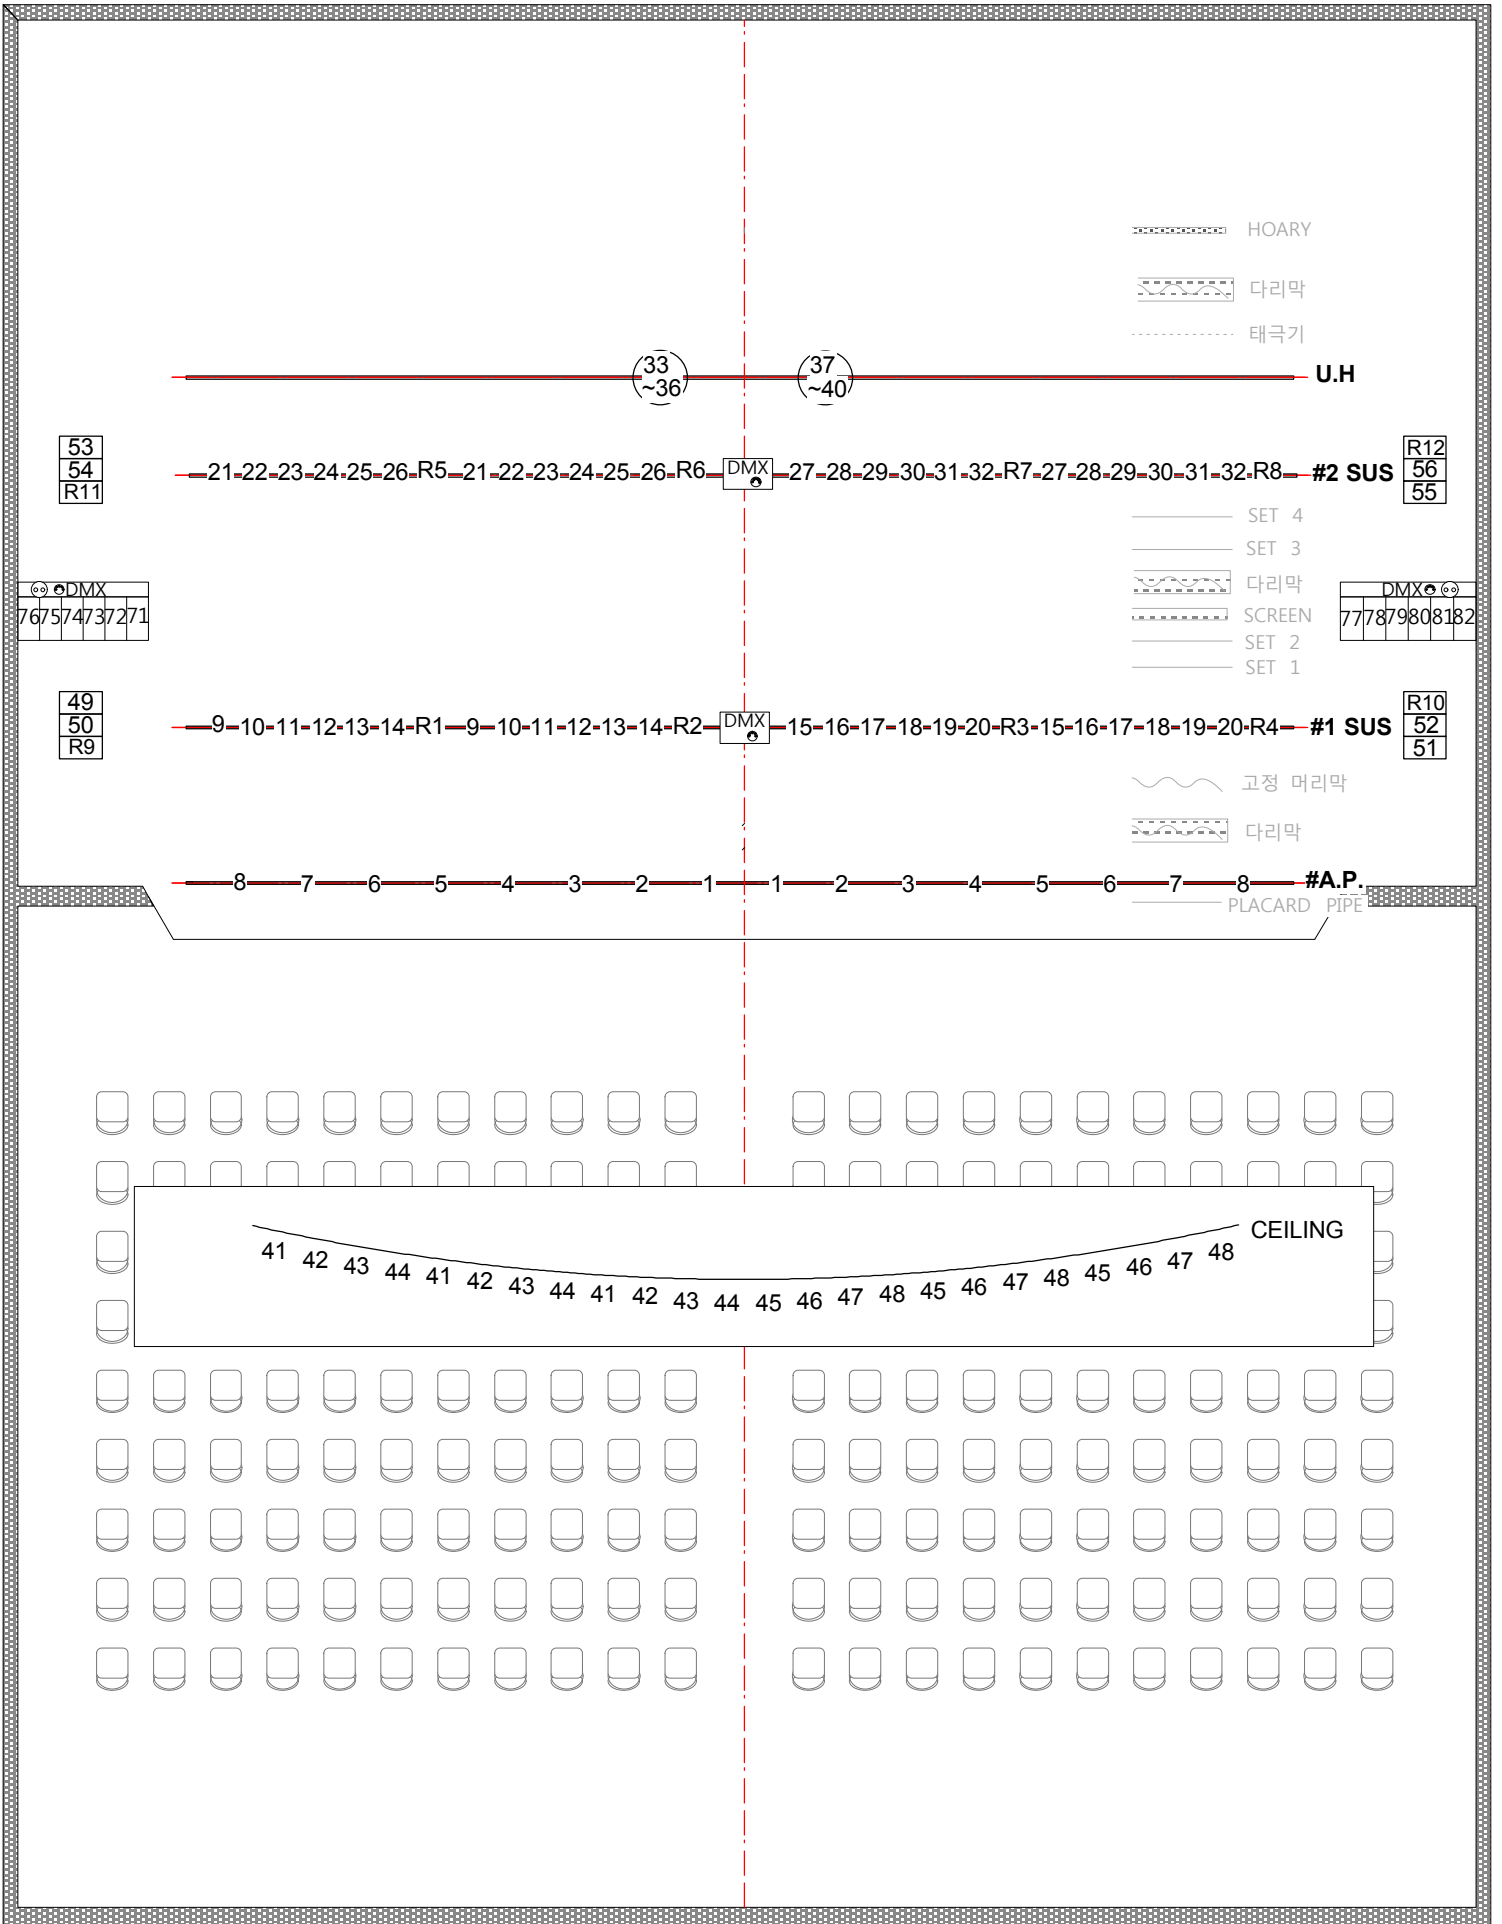 HOARY
다리막
태극기
33
~36
37
~40
U.H
53
54
R11
21 22 23 24 25 26 R5 21 22 23 24 25 26 R6 DMX 27 28 29 30 31 32 R7 27 28 29 30 31 32 R8 #2 SUS
R12
56
55
SET 4
SET 3
다리막
SCREEN
SET 2
SET 1
DMX
76 75 74 73 72 71
DMX
77 78 79 80 81 82
49
50
R9
9 10 11 12 13 14 R1 9 10 11 12 13 14 R2 DMX 15 16 17 18 19 20 R3 15 16 17 18 19 20 R4 #1 SUS
R10
52
51
고정 머리막
다리막
8 7 6 5 4 3 2 1 1 2 3 4 5 6 7 8 #A.P.
PLACARD PIPE
CEILING
41 42 43 44 41 42 43 44 41 42 43 44 45 46 47 48 45 46 47 48 45 46 47 48